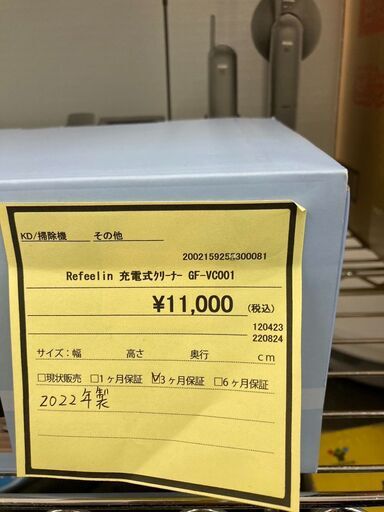 KD/掃除機 その他
200215925 300081
Refeelin 充電式ｸﾘｰﾅｰ GF-VC001
¥11,000 (税込)
120423
220824
サイズ：幅 高さ 奥行 cm
□現状販売 □1ヶ月保証 ☑3ヶ月保証 □6ヶ月保証
2022年製